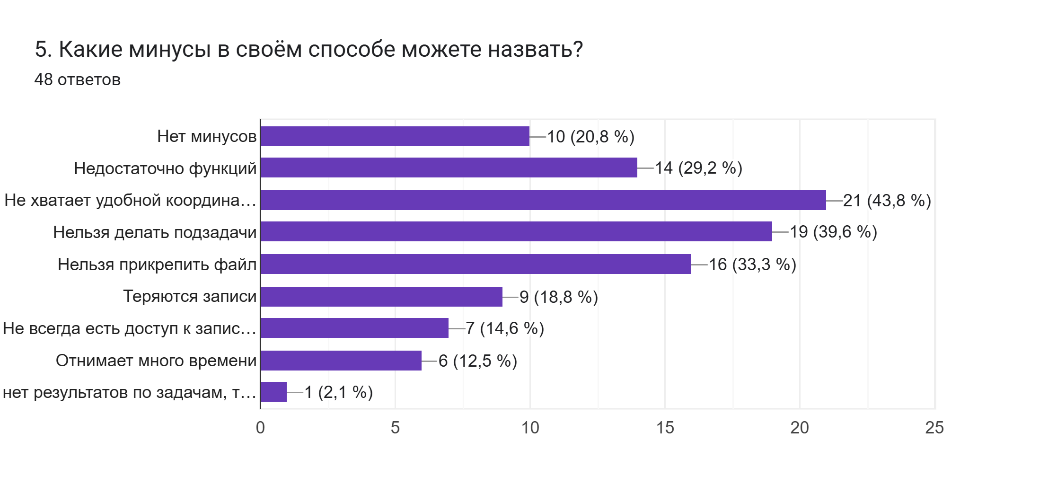 5. Какие минусы в своём способе можете назвать?
48 ответов
Нет минусов 10 (20,8 %)
Недостаточно функций 14 (29,2 %)
Не хватает удобной координа… 21 (43,8 %)
Нельзя делать подзадачи 19 (39,6 %)
Нельзя прикрепить файл 16 (33,3 %)
Теряются записи 9 (18,8 %)
Не всегда есть доступ к запис… 7 (14,6 %)
Отнимает много времени 6 (12,5 %)
нет результатов по задачам, т… 1 (2,1 %)
0 5 10 15 20 25